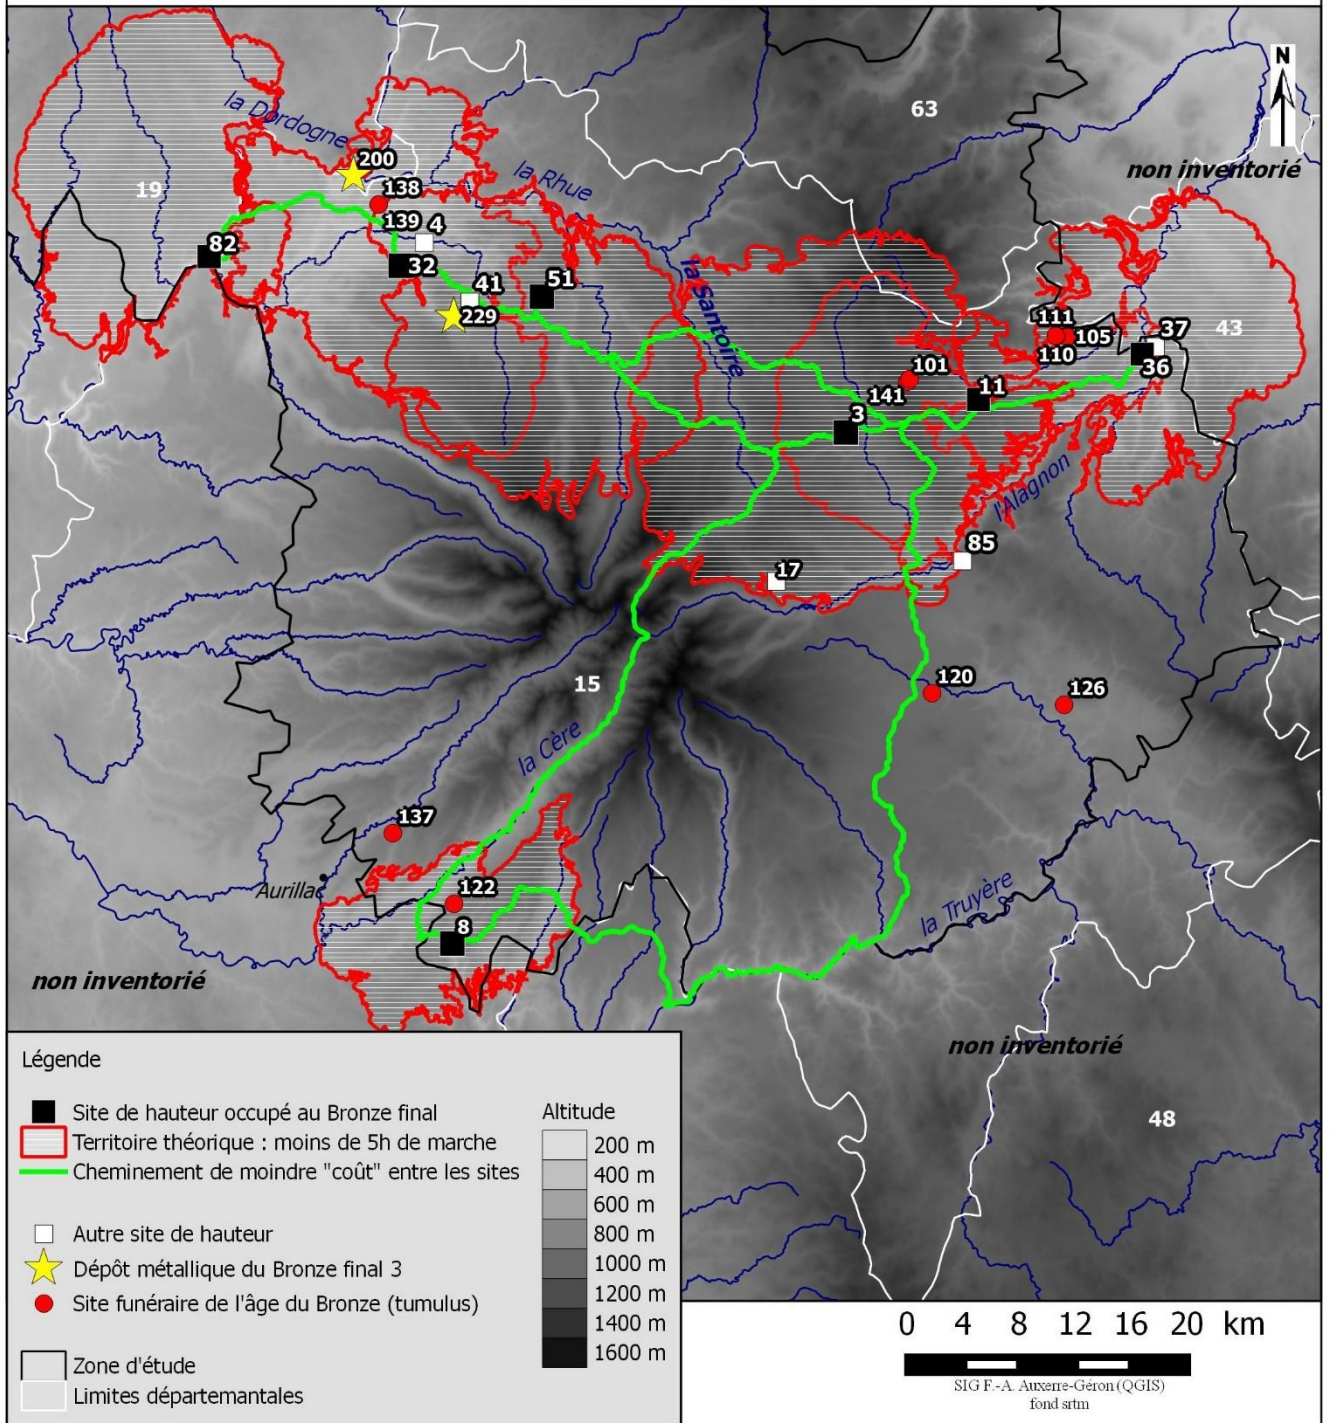 N
63
non inventorié
la Dordogne
200
la Rhue
19
138
139
4
82
32
51
41
229
la Santoire
111
105
110
37
36
43
101
141
11
3
l'Alagnon
85
17
15
120
126
la Cère
137
Aurillac
122
8
la Truyère
non inventorié
non inventorié
48
Légende
Site de hauteur occupé au Bronze final
Territoire théorique : moins de 5h de marche
Cheminement de moindre "coût" entre les sites
Autre site de hauteur
Dépôt métallique du Bronze final 3
Site funéraire de l'âge du Bronze (tumulus)
Zone d'étude
Limites départemantales
Altitude
200 m
400 m
600 m
800 m
1000 m
1200 m
1400 m
1600 m
0 4 8 12 16 20 km
SIG F.-A. Auxerre-Géron (QGIS)
fond srtm